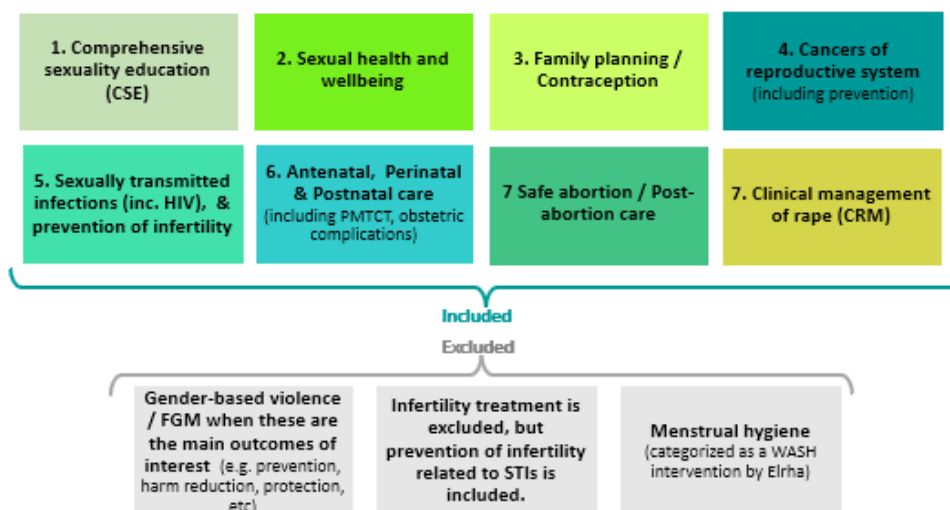 1. Comprehensive
sexuality education
(CSE)
2. Sexual health and
wellbeing
3. Family planning /
Contraception
4. Cancers of
reproductive system
(including prevention)
5. Sexually transmitted
infections (inc. HIV), &
prevention of infertility
6. Antenatal, Perinatal
& Postnatal care
(including PMTCT, obstetric
complications)
7 Safe abortion / Post-
abortion care
7. Clinical management
of rape (CRM)
Included
Excluded
Gender-based violence
/ FGM when these are
the main outcomes of
interest (e.g. prevention,
harm reduction, protection,
etc)
Infertility treatment is
excluded, but
prevention of infertility
related to STIs is
included.
Menstrual hygiene
(categorized as a WASH
intervention by Elrha)